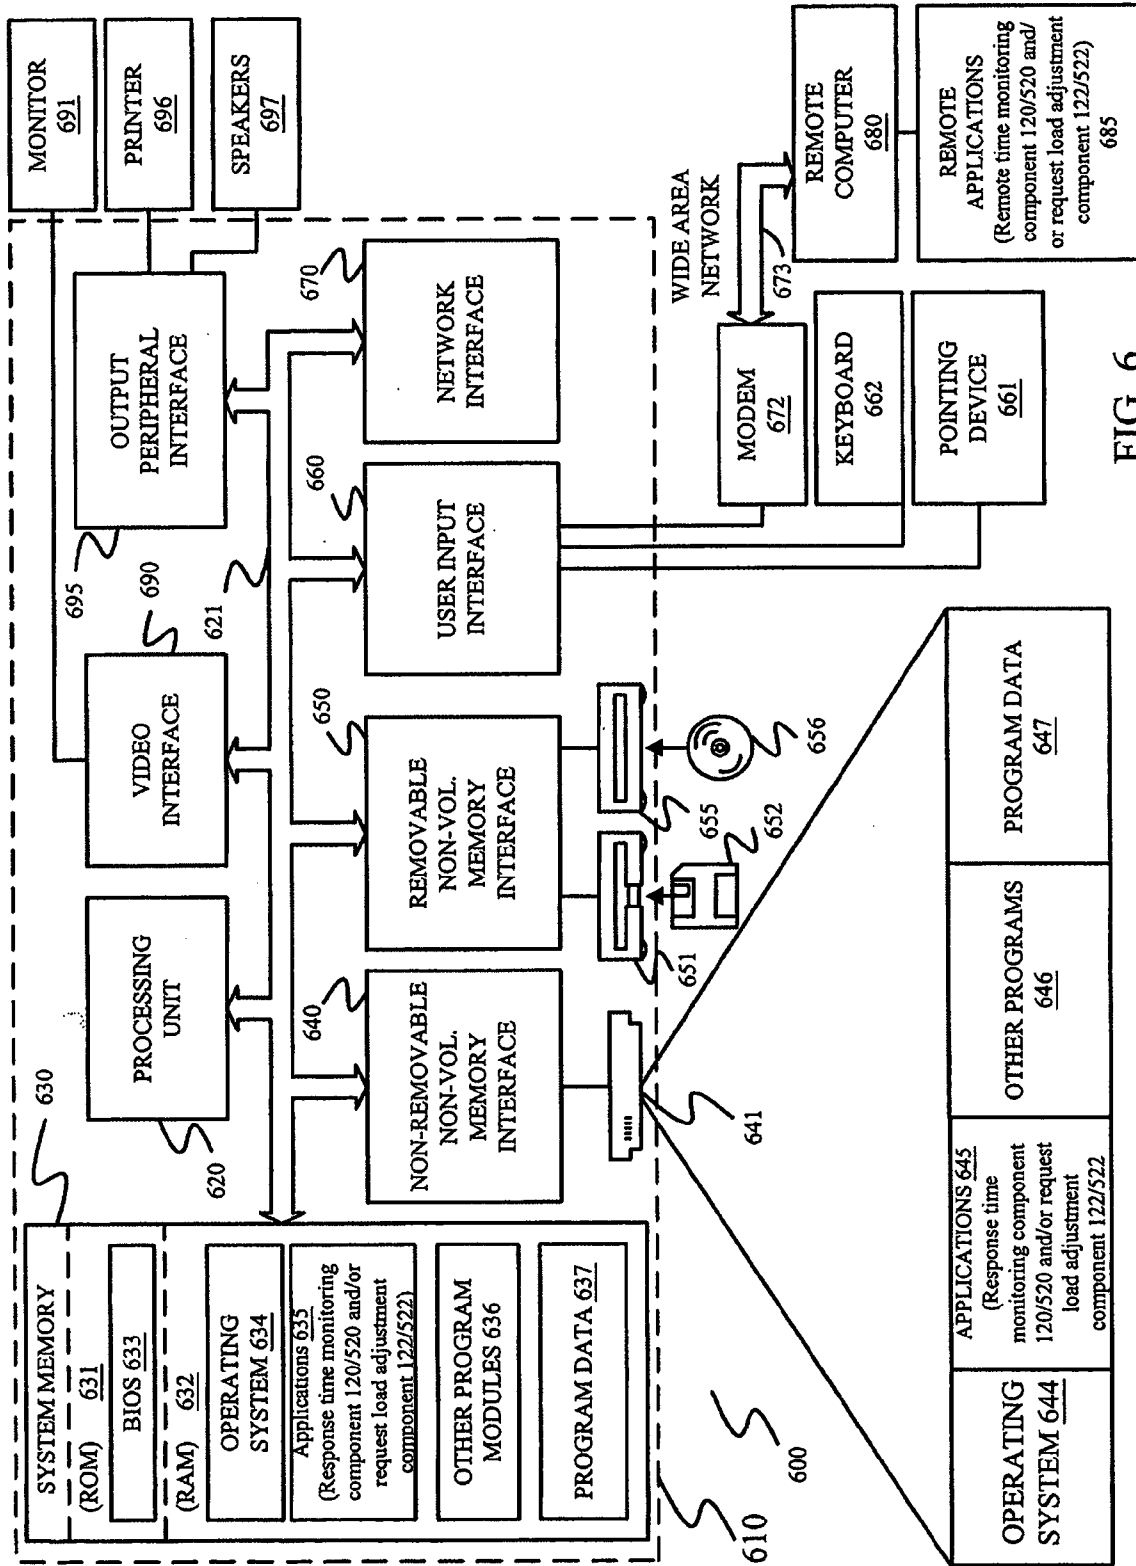 SYSTEM MEMORY
(ROM) 631
BIOS 633
(RAM) 632
OPERATING
SYSTEM 634
Applications 635
(Response time monitoring
component 120/520 and/or
request load adjustment
component 122/522)
OTHER PROGRAM
MODULES 636
PROGRAM DATA 637
630
620
PROCESSING
UNIT
VIDEO
INTERFACE
690
695
OUTPUT
PERIPHERAL
INTERFACE
621
MONITOR
691
PRINTER
696
SPEAKERS
697
640
NON-REMOVABLE
NON-VOL.
MEMORY
INTERFACE
650
REMOVABLE
NON-VOL.
MEMORY
INTERFACE
660
USER INPUT
INTERFACE
670
NETWORK
INTERFACE
610
600
641
651
655
652
656
WIDE AREA
NETWORK
673
MODEM
672
KEYBOARD
662
POINTING
DEVICE
661
REMOTE
COMPUTER
680
REMOTE
APPLICATIONS
(Remote time monitoring
component 120/520 and/
or request load adjustment
component 122/522)
685
OPERATING
SYSTEM 644
APPLICATIONS 645
(Response time
monitoring component
120/520 and/or request
load adjustment
component 122/522
OTHER PROGRAMS
646
PROGRAM DATA
647
FIG. 6